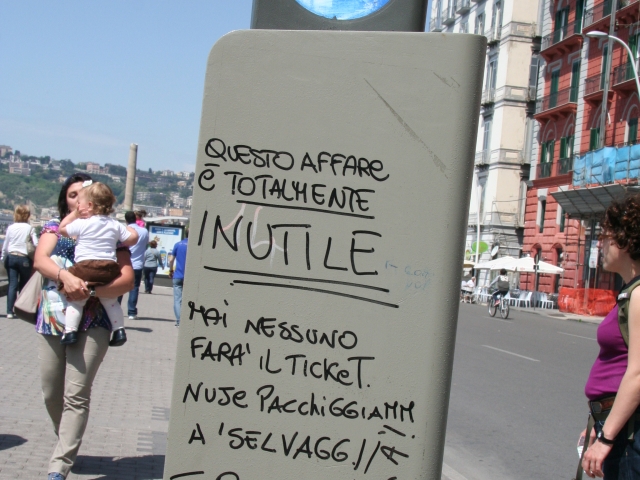 QUESTO AFFARE
È TOTALMENTE
INUTILE
MAI NESSUNO
FARA' IL TICKET.
NUJE PACCHIGGIAMM
A 'SELVAGG.//A